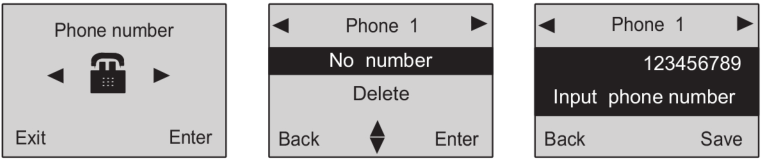 Phone number
Exit Enter
Phone 1
No number
Delete
Back Enter
Phone 1
123456789
Input phone number
Back Save